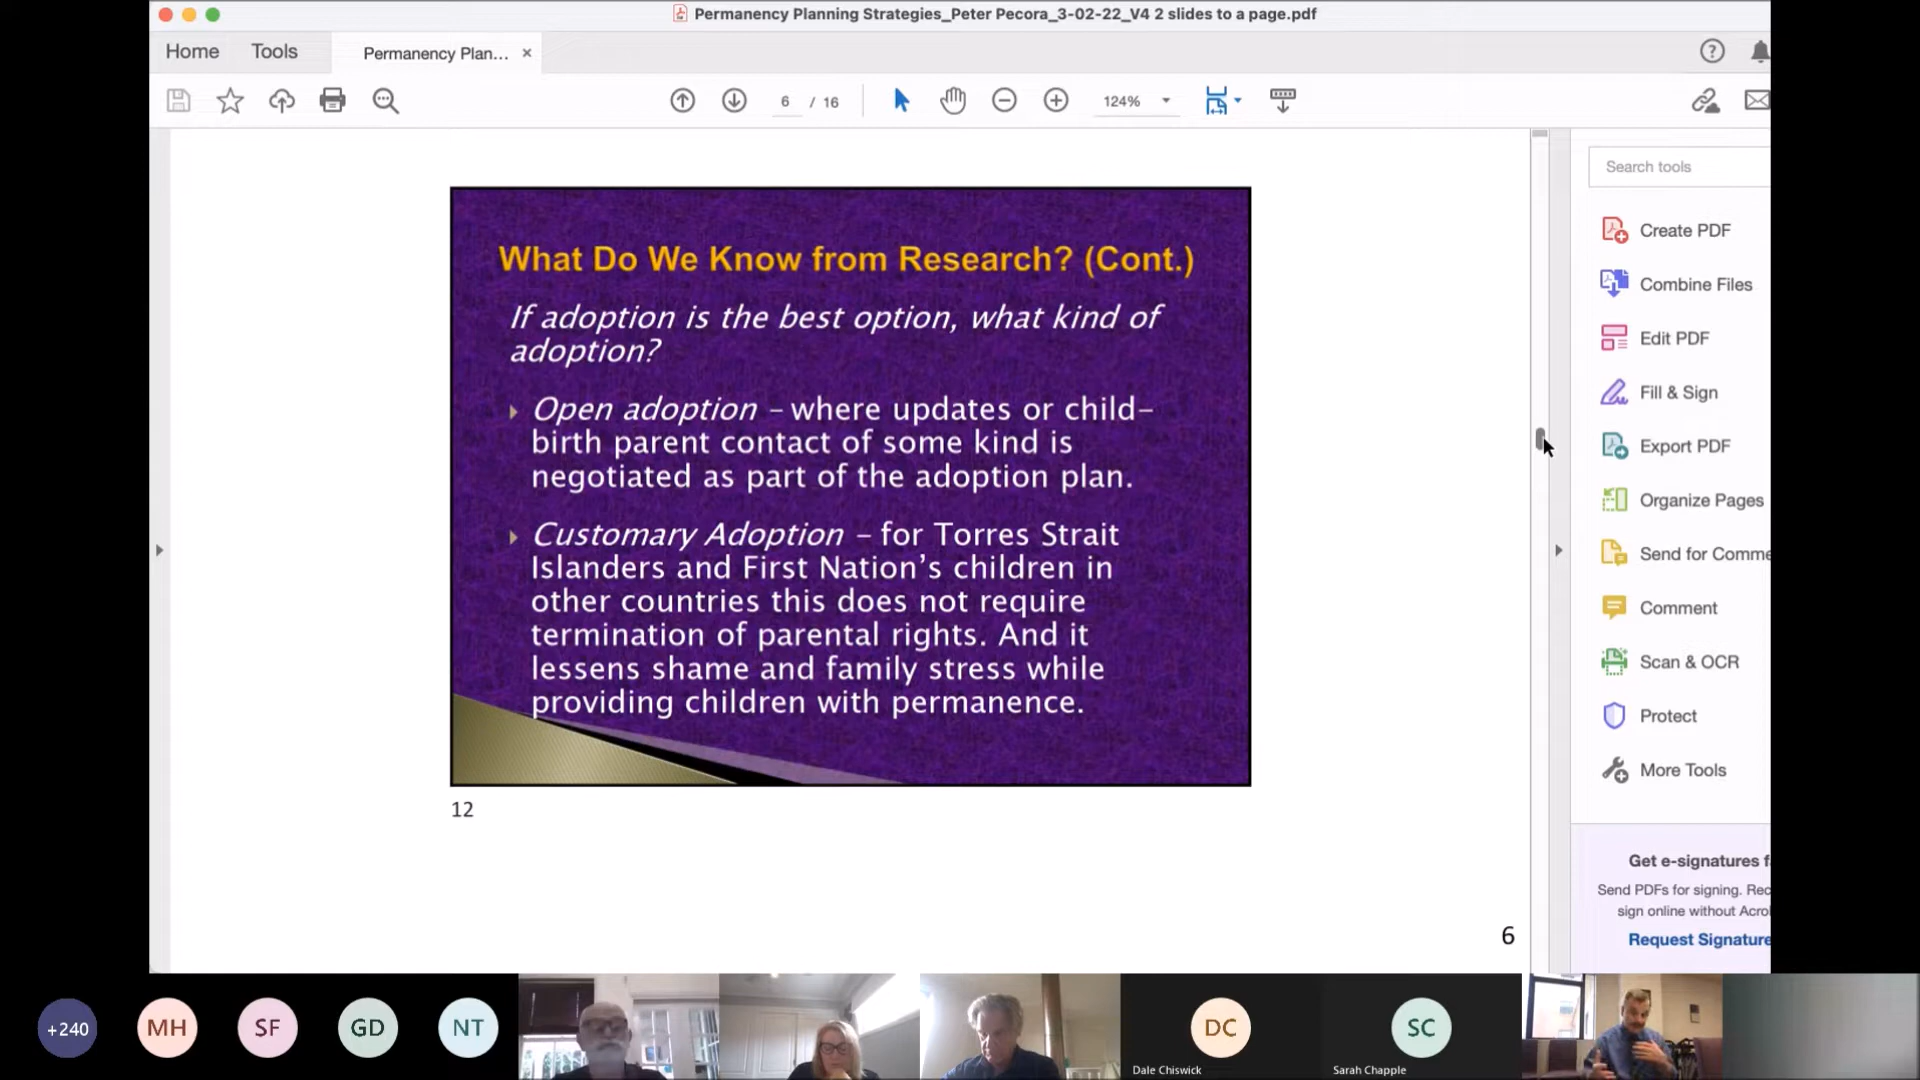 Permanency Planning Strategies_Peter Pecora_3-02-22_V4 2 slides to a page.pdf
Home
Tools
Permanency Plan...
6 / 16
124%
Search tools
Create PDF
Combine Files
Edit PDF
Fill & Sign
Export PDF
Organize Pages
Send for Comme
Comment
Scan & OCR
Protect
More Tools
Get e-signatures f
Send PDFs for signing. Rec
sign online without Acro
Request Signature
What Do We Know from Research? (Cont.)
If adoption is the best option, what kind of
adoption?
Open adoption – where updates or child–
birth parent contact of some kind is
negotiated as part of the adoption plan.
Customary Adoption – for Torres Strait
Islanders and First Nation’s children in
other countries this does not require
termination of parental rights. And it
lessens shame and family stress while
providing children with permanence.
12
6
+240
MH
SF
GD
NT
DC
Dale Chiswick
SC
Sarah Chapple